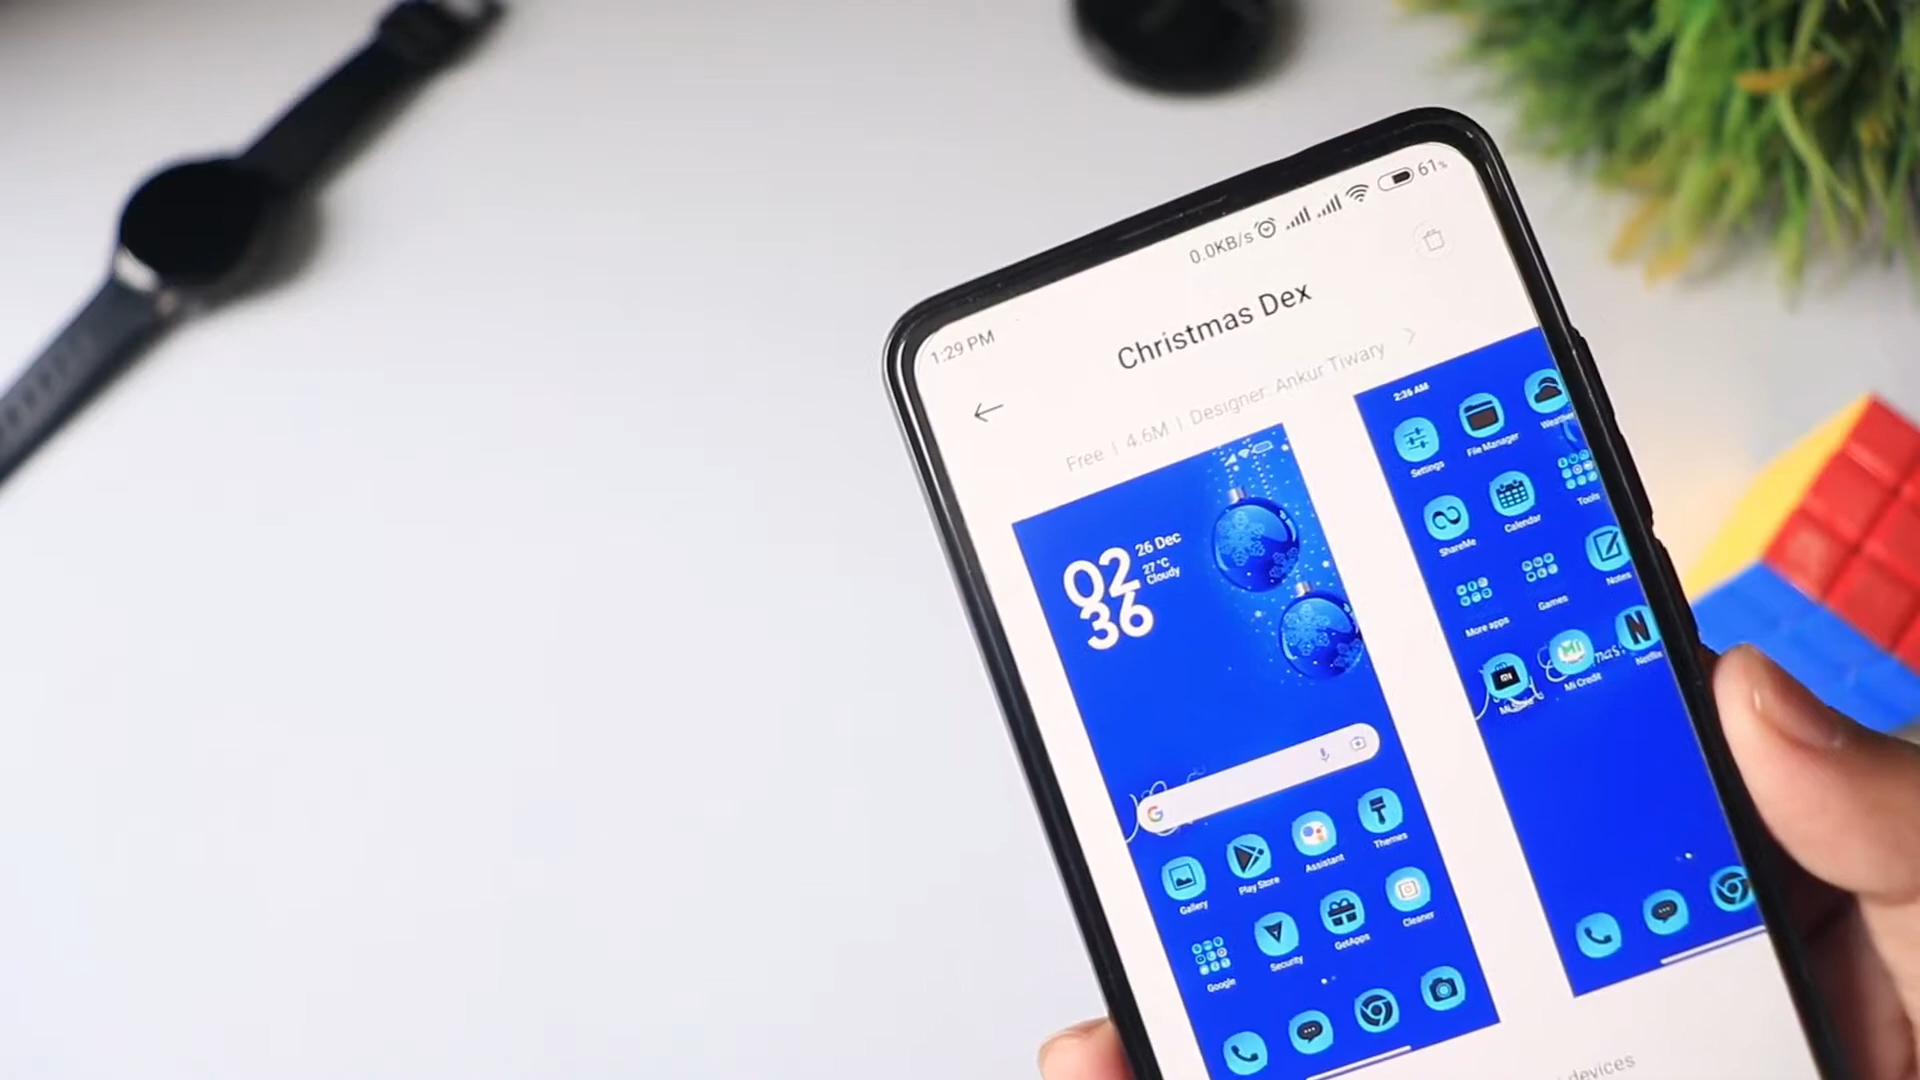 1:29 PM
0.0KB/s
61%
Christmas Dex
Free | 4.6M | Designer: Ankur Tiwary
02
36
26 Dec
27 °C
Cloudy
Gallery
Play Store
Assistant
Themes
Google
Security
GetApps
Cleaner
2:36 AM
Settings
File Manager
Weather
ShareMe
Calendar
Tools
More apps
Games
Notes
Mi Credit
Netflix
devices